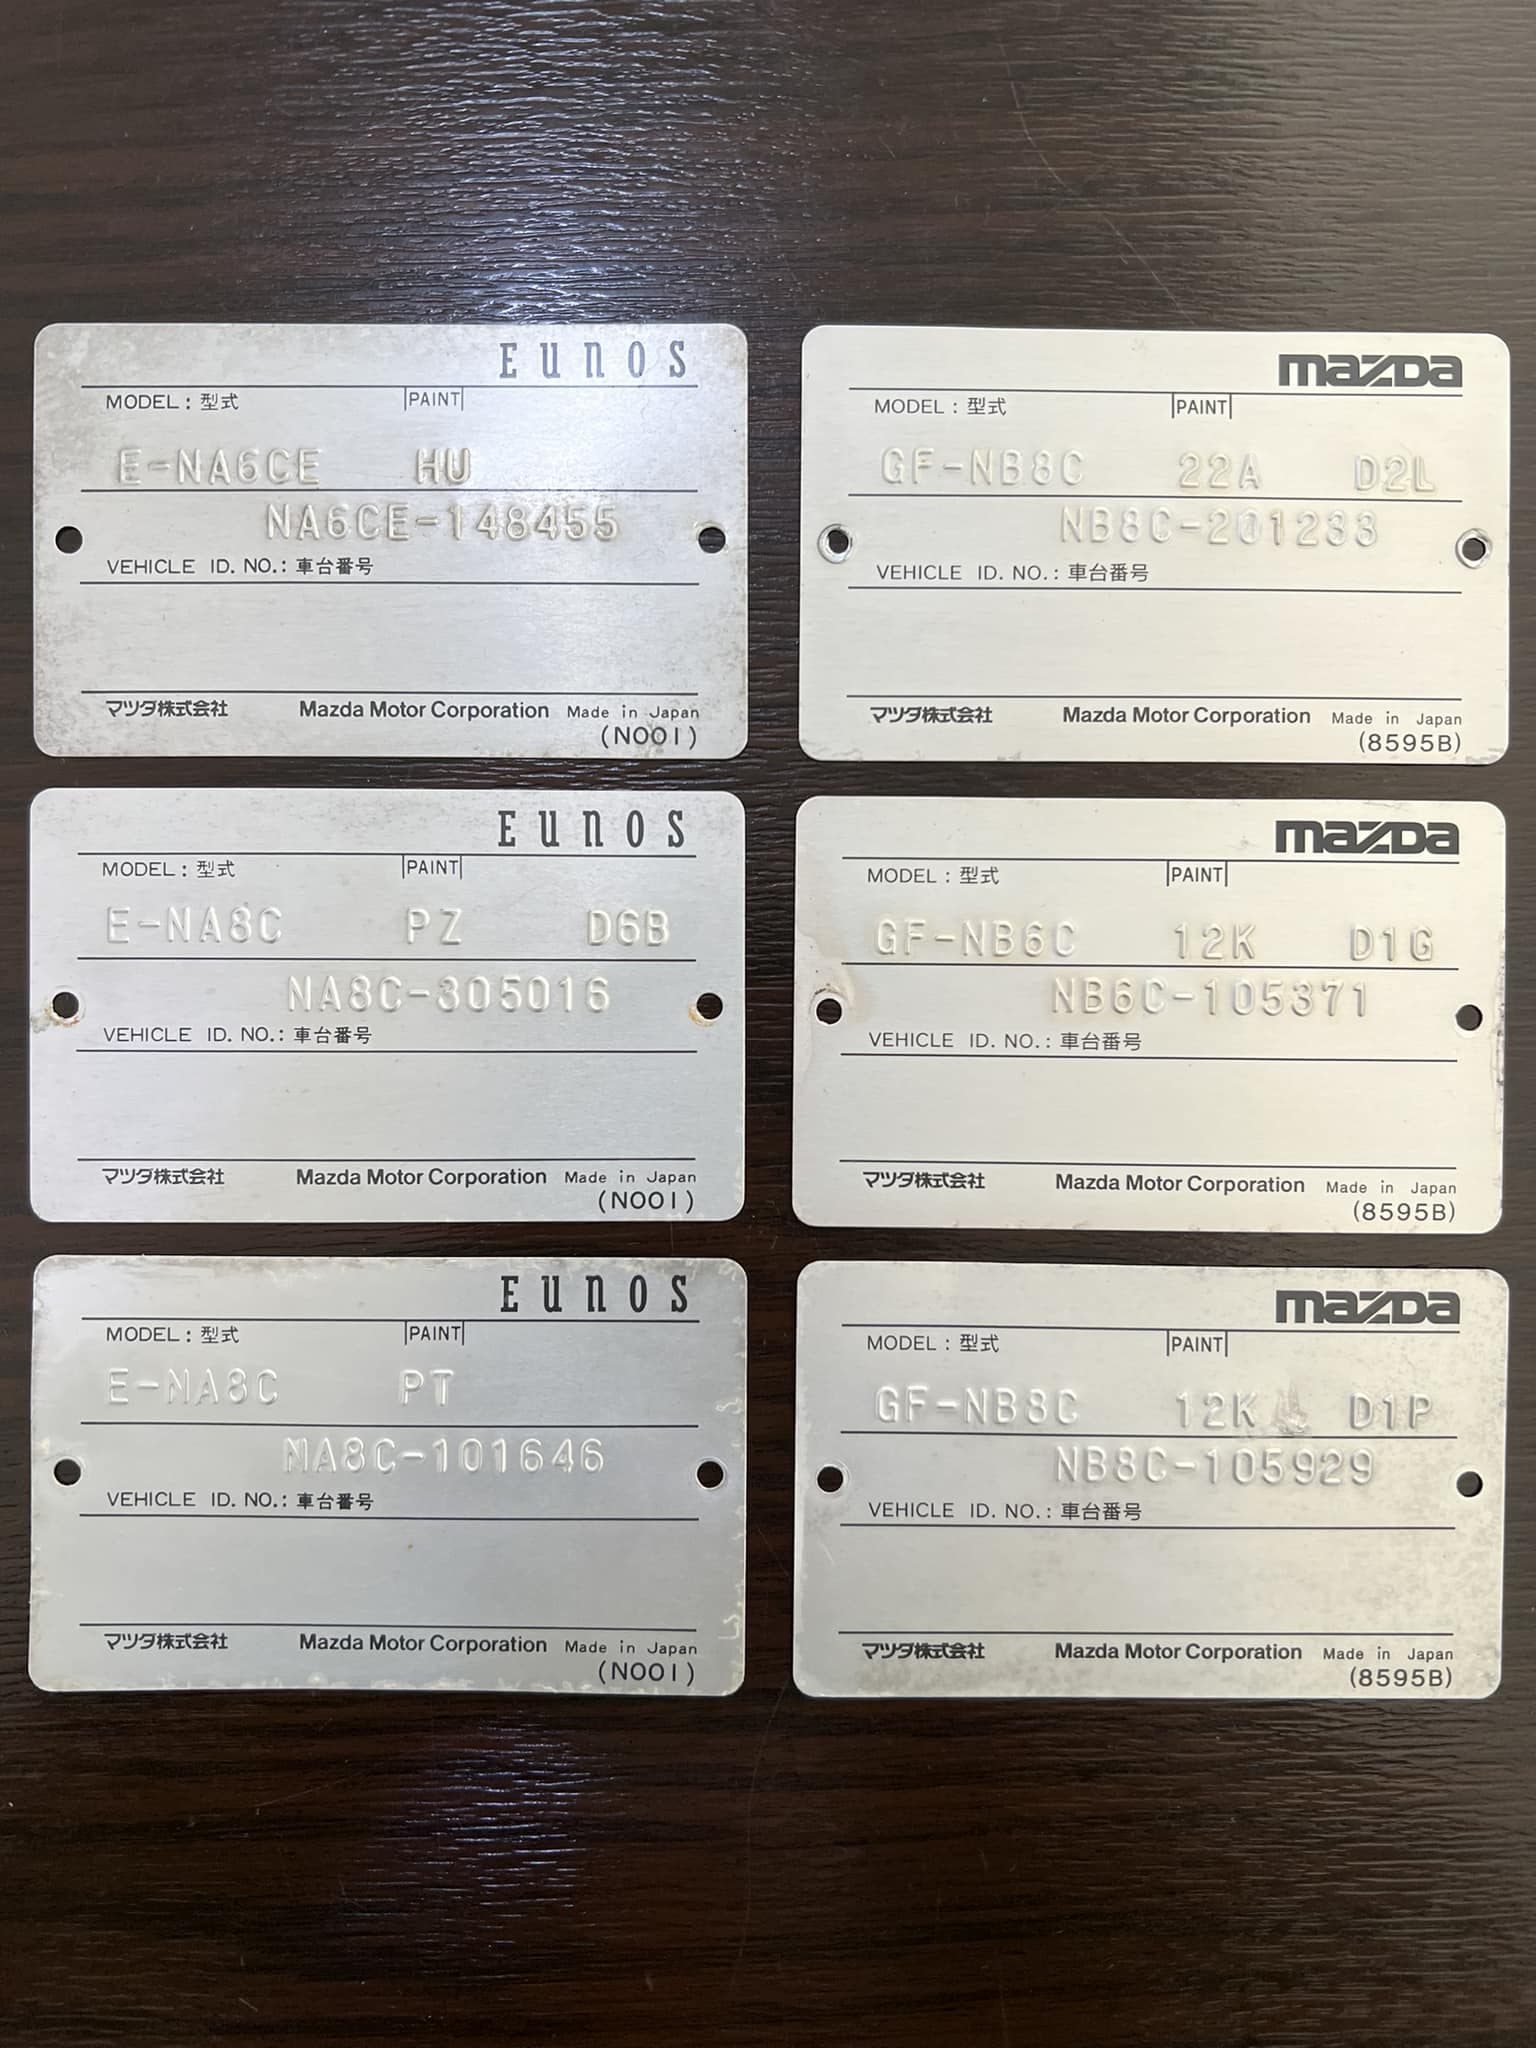 EUNOS
MODEL : 型式 PAINT
E-NA6CE HU
NA6CE-148455
VEHICLE ID. NO. : 車台番号
マツダ株式会社 Mazda Motor Corporation Made in Japan
(N001)
mazda
MODEL : 型式 PAINT
GF-NB8C 22A D2L
NB8C-201233
VEHICLE ID. NO. : 車台番号
マツダ株式会社 Mazda Motor Corporation Made in Japan
(8595B)
EUNOS
MODEL : 型式 PAINT
E-NA8C PZ D6B
NA8C-305016
VEHICLE ID. NO. : 車台番号
マツダ株式会社 Mazda Motor Corporation Made in Japan
(N001)
mazda
MODEL : 型式 PAINT
GF-NB6C 12K D1G
NB6C-105371
VEHICLE ID. NO. : 車台番号
マツダ株式会社 Mazda Motor Corporation Made in Japan
(8595B)
EUNOS
MODEL : 型式 PAINT
E-NA8C PT
NA8C-101646
VEHICLE ID. NO. : 車台番号
マツダ株式会社 Mazda Motor Corporation Made in Japan
(N001)
mazda
MODEL : 型式 PAINT
GF-NB8C 12K D1P
NB8C-105929
VEHICLE ID. NO. : 車台番号
マツダ株式会社 Mazda Motor Corporation Made in Japan
(8595B)